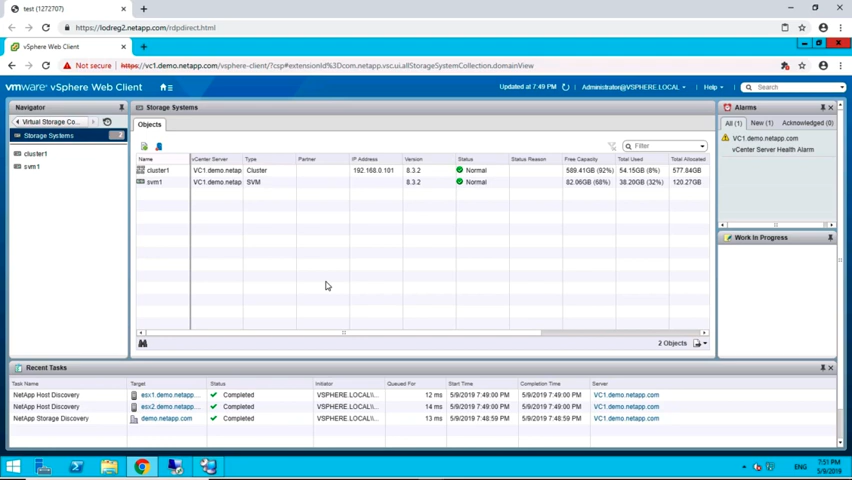 test (1272707)
https://lodreg2.netapp.com/rdpdirect.html
vSphere Web Client
Not secure | https://vc1.demo.netapp.com/vsphere-client/?csp#extensionId%3Dcom.netapp.vsc.ui.allStorageSystemCollection.domainView
vmware® vSphere Web Client
Updated at 7:49 PM
Administrator@VSPHERE.LOCAL
Help
Search
Navigator
Virtual Storage Co...
Storage Systems 2
cluster1
svm1
Storage Systems
Objects
Filter
Name vCenter Server Type Partner IP Address Version Status Status Reason Free Capacity Total Used Total Allocated
cluster1 VC1.demo.netap Cluster 192.168.0.101 8.3.2 Normal 589.41GB (92%) 54.15GB (8%) 577.84GB
svm1 VC1.demo.netap SVM 8.3.2 Normal 82.06GB (68%) 38.20GB (32%) 120.27GB
2 Objects
Alarms
All (1) New (1) Acknowledged (0)
VC1.demo.netapp.com
vCenter Server Health Alarm
Work In Progress
Recent Tasks
Task Name Target Status Initiator Queued For Start Time Completion Time Server
NetApp Host Discovery esx1.demo.netapp.... Completed VSPHERE.LOCAL\\... 12 ms 5/9/2019 7:49:00 PM 5/9/2019 7:49:00 PM VC1.demo.netapp.com
NetApp Host Discovery esx2.demo.netapp.... Completed VSPHERE.LOCAL\\... 14 ms 5/9/2019 7:49:00 PM 5/9/2019 7:49:00 PM VC1.demo.netapp.com
NetApp Storage Discovery demo.netapp.com Completed VSPHERE.LOCAL\\... 13 ms 5/9/2019 7:48:59 PM 5/9/2019 7:48:59 PM VC1.demo.netapp.com
ENG
7:51 PM
5/9/2019